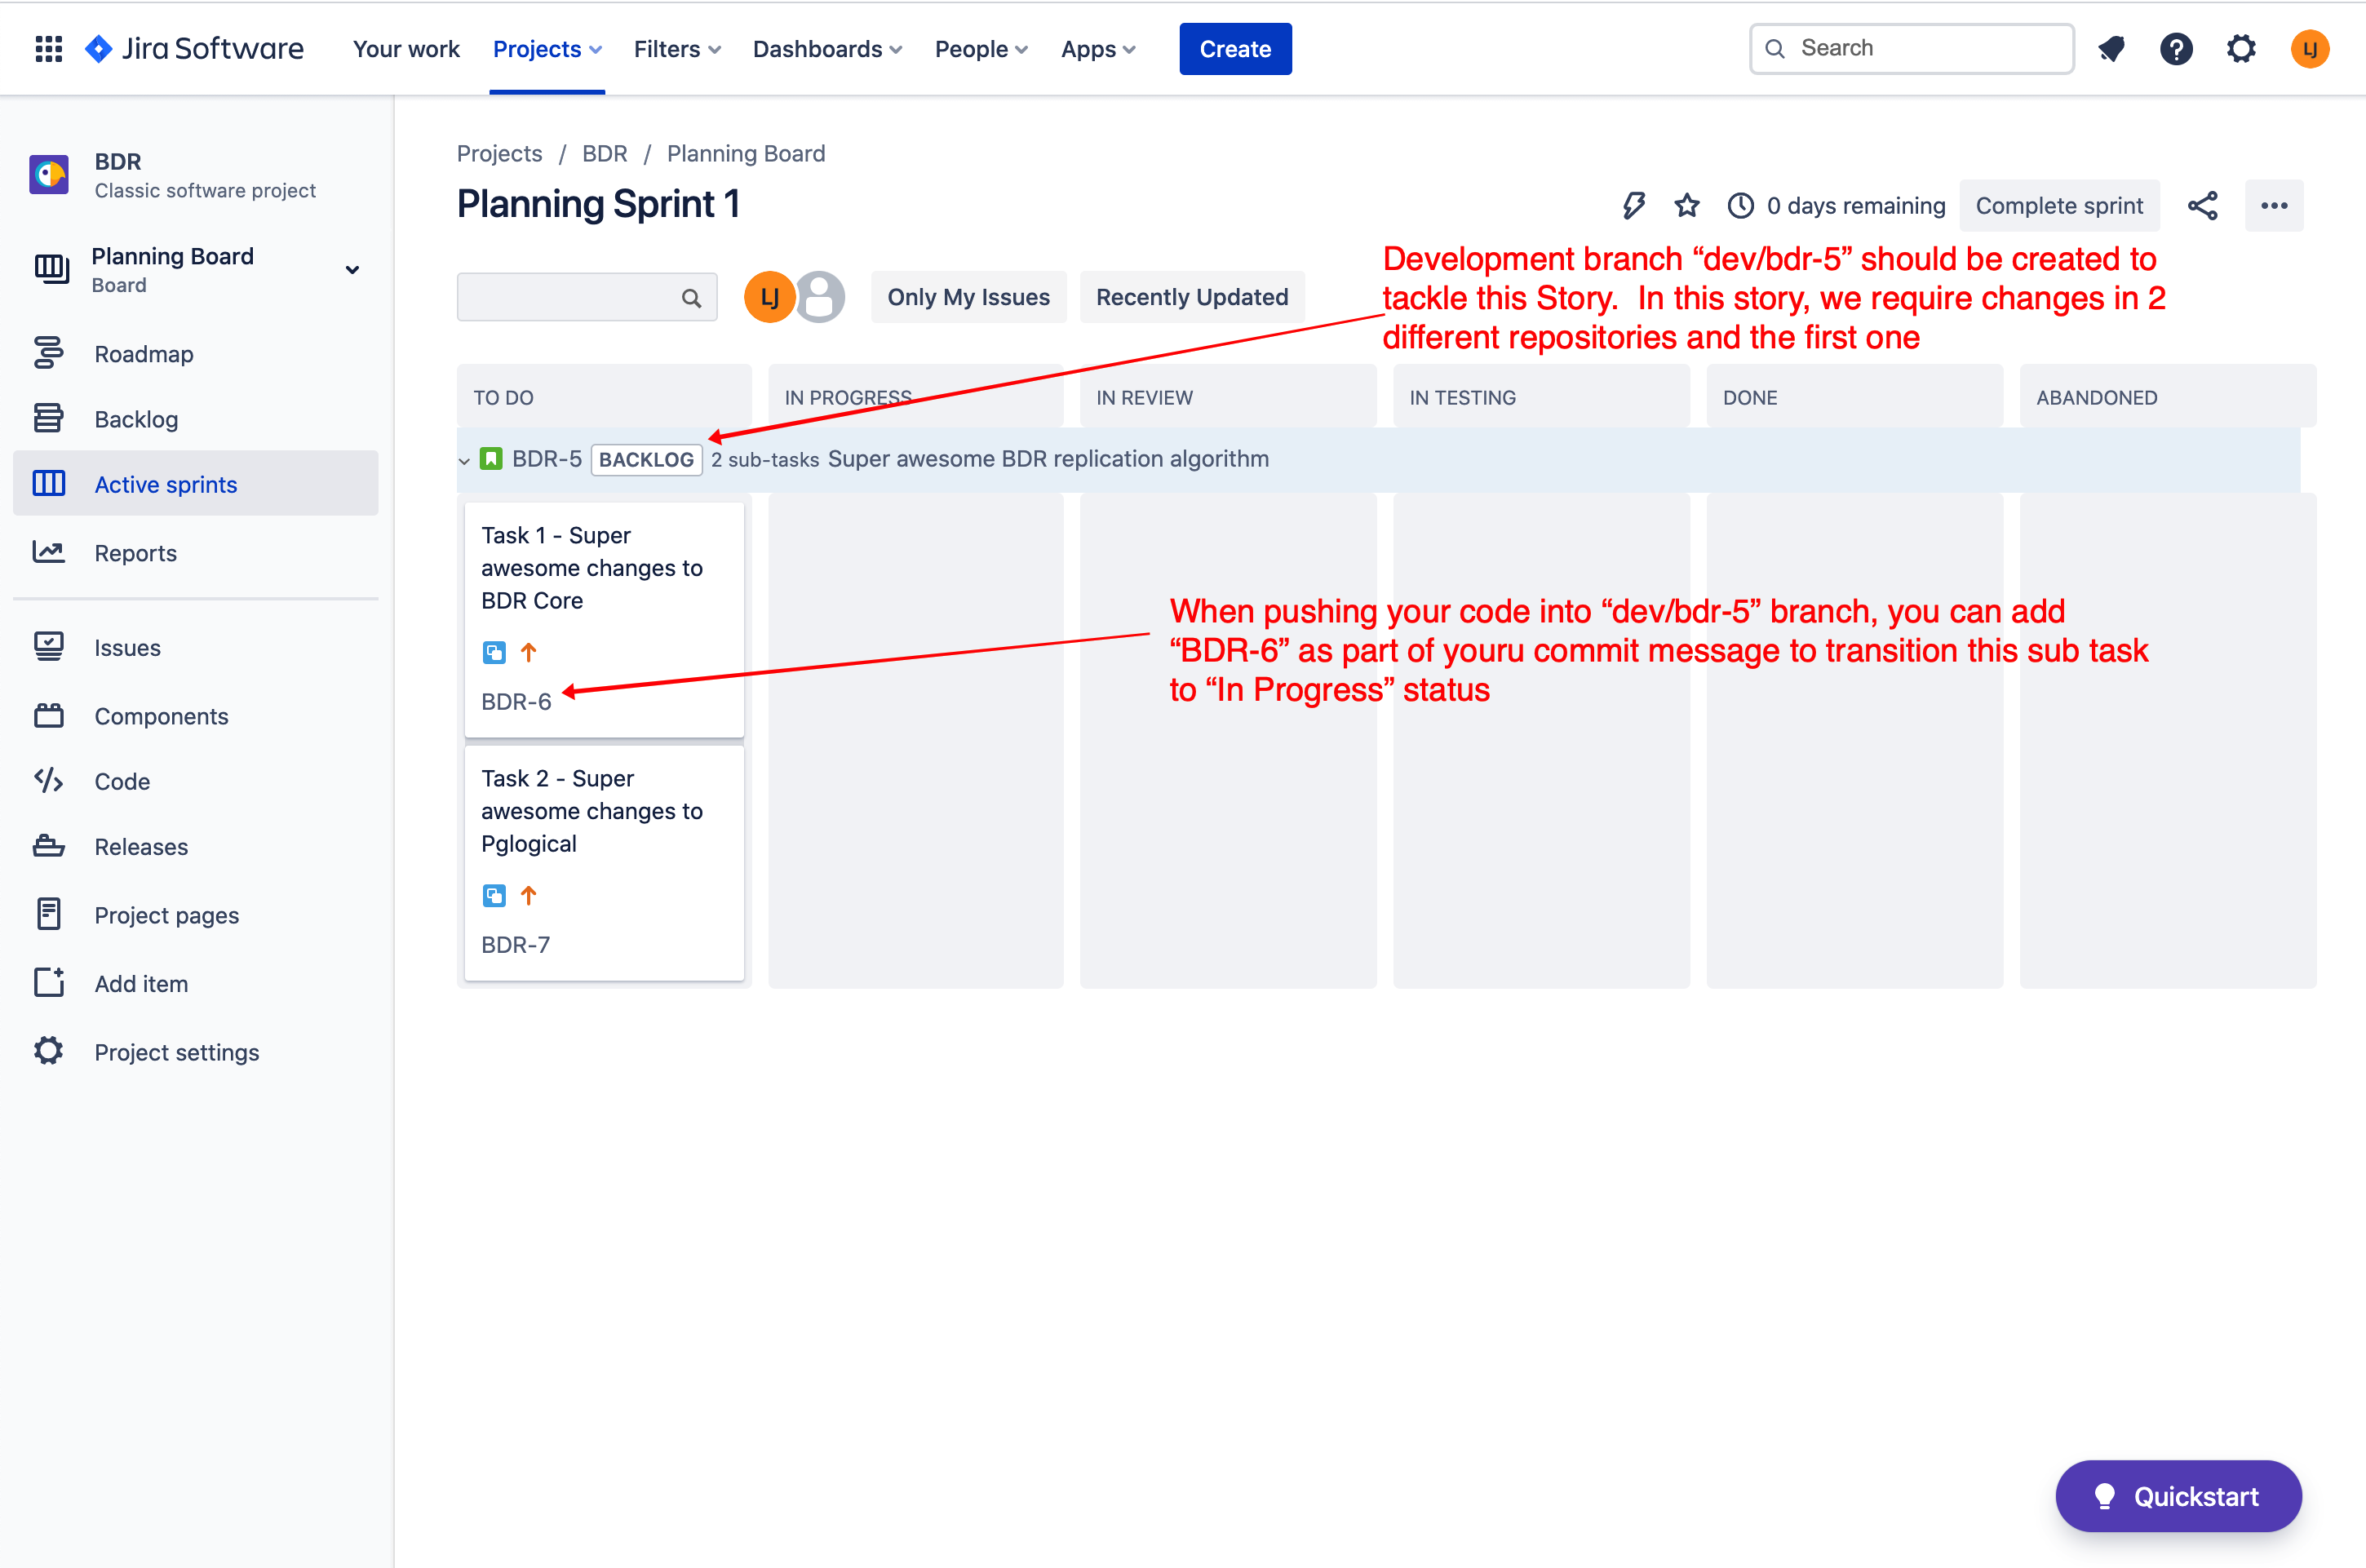 Jira Software
Your work
Projects
Filters
Dashboards
People
Apps
Create
Search
LJ
BDR
Classic software project
Planning Board
Board
Roadmap
Backlog
Active sprints
Reports
Issues
Components
Code
Releases
Project pages
Add item
Project settings
Projects / BDR / Planning Board
Planning Sprint 1
0 days remaining
Complete sprint
LJ
Only My Issues
Recently Updated
Development branch “dev/bdr-5” should be created to
tackle this Story.  In this story, we require changes in 2
different repositories and the first one
TO DO
IN PROGRESS
IN REVIEW
IN TESTING
DONE
ABANDONED
BDR-5 BACKLOG 2 sub-tasks Super awesome BDR replication algorithm
Task 1 - Super
awesome changes to
BDR Core
BDR-6
When pushing your code into “dev/bdr-5” branch, you can add
“BDR-6” as part of youru commit message to transition this sub task
to “In Progress” status
Task 2 - Super
awesome changes to
Pglogical
BDR-7
Quickstart